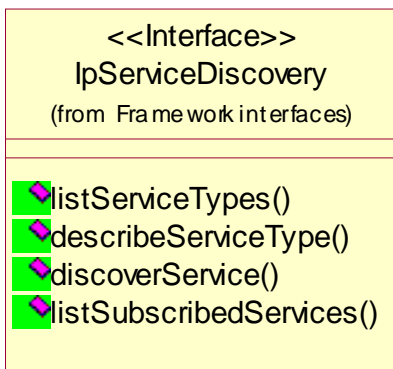 <<Interface>>
IpServiceDiscovery
(from Framework interfaces)
listServiceTypes()
describeServiceType()
discoverService()
listSubscribedServices()